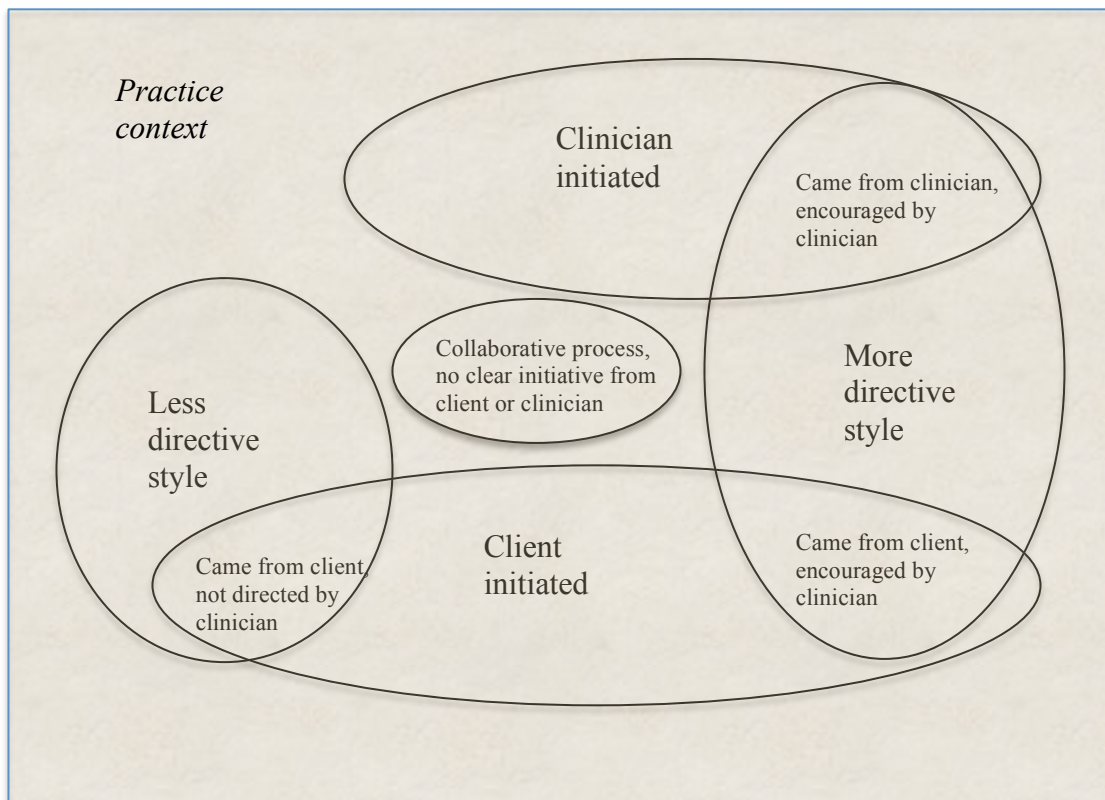 Practice
context
Clinician
initiated
Came from clinician,
encouraged by
clinician
Collaborative process,
no clear initiative from
client or clinician
More
directive
style
Less
directive
style
Client
initiated
Came from client,
encouraged by
clinician
Came from client,
not directed by
clinician